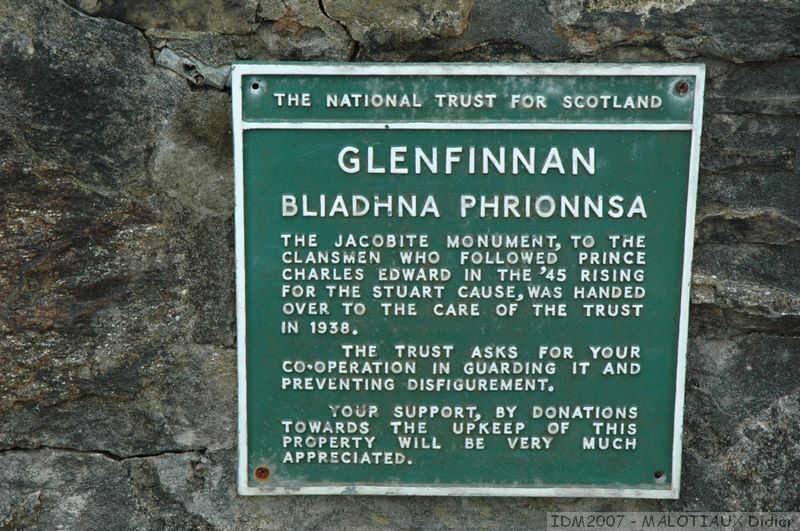 THE NATIONAL TRUST FOR SCOTLAND
GLENFINNAN
BLIADHNA PHRIONNSA
THE JACOBITE MONUMENT, TO THE
CLANSMEN WHO FOLLOWED PRINCE
CHARLES EDWARD IN THE '45 RISING
FOR THE STUART CAUSE, WAS HANDED
OVER TO THE CARE OF THE TRUST
IN 1938.
THE TRUST ASKS FOR YOUR
CO-OPERATION IN GUARDING IT AND
PREVENTING DISFIGUREMENT.
YOUR SUPPORT, BY DONATIONS
TOWARDS THE UPKEEP OF THIS
PROPERTY WILL BE VERY MUCH
APPRECIATED.
IDM2007 - MALOTIAUX Didier